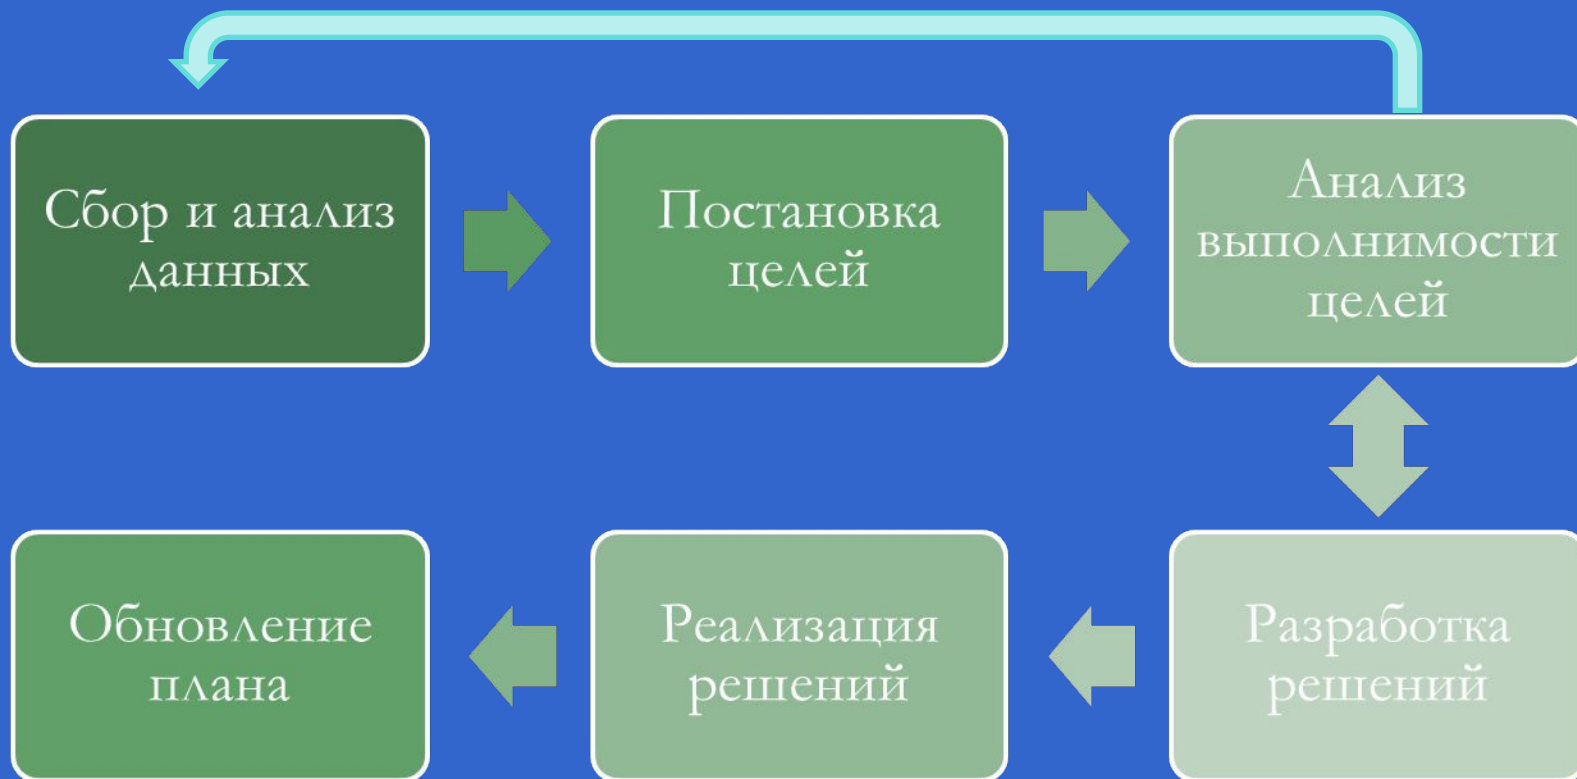 Сбор и анализ
данных
Постановка
целей
Анализ
выполнимости
целей
Обновление
плана
Реализация
решений
Разработка
решений